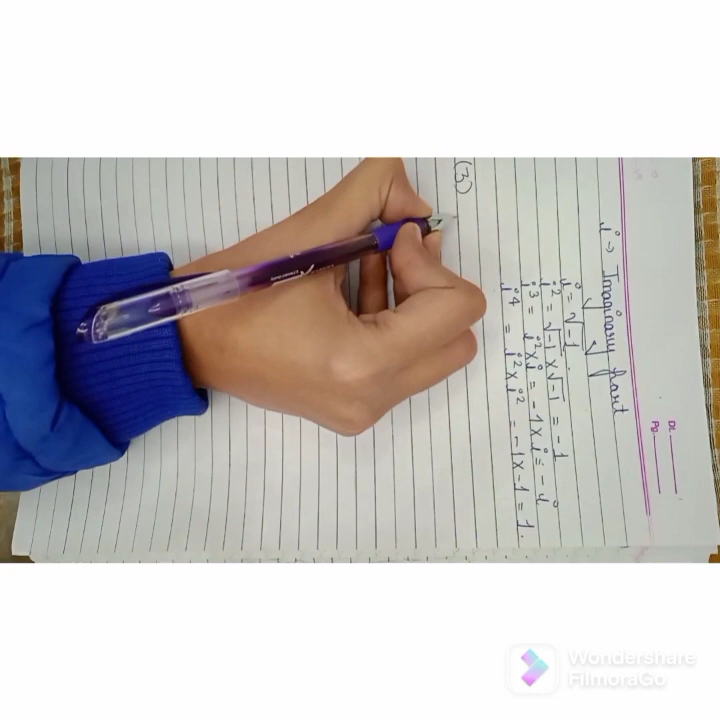 Dt.
Pg.
i → Imaginary Part
i = √-1.
i² = √-1 x √-1 = -1
i³ = i² x i = -1 x i = -i
i⁴ = i² x i² = -1 x -1 = 1.
(3)
Wondershare
FilmoraGo